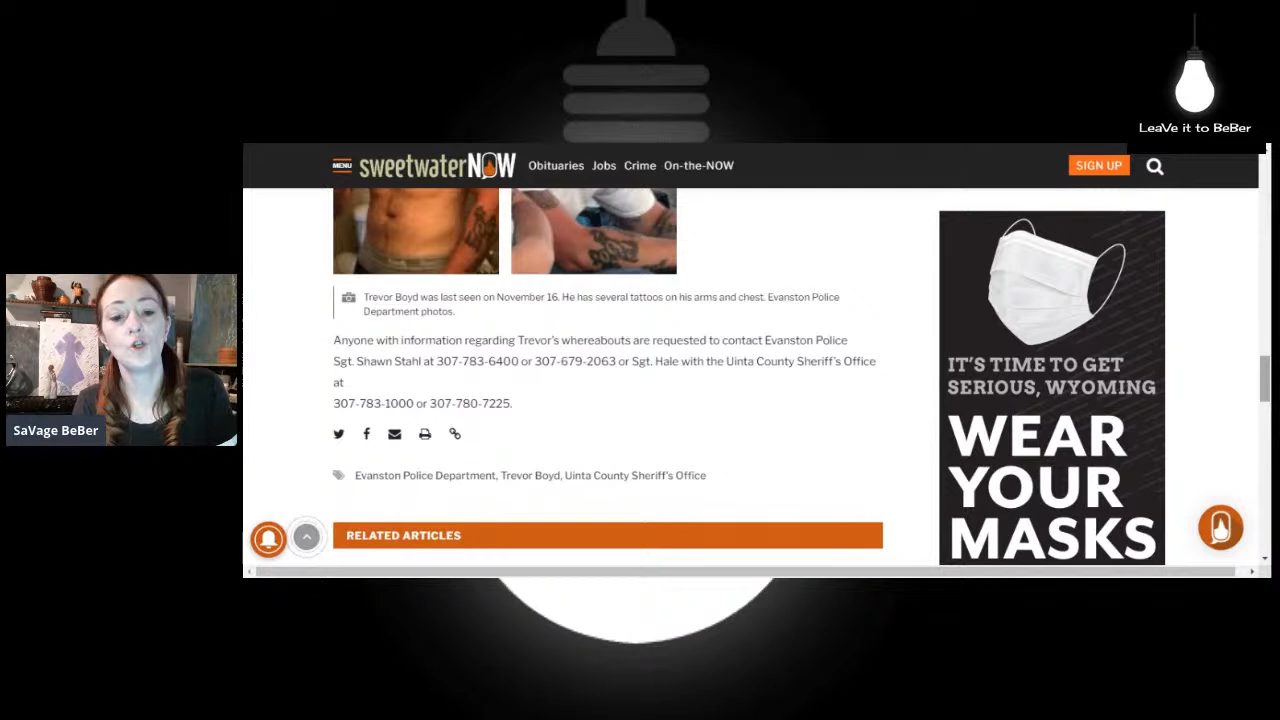 LeaVe it to BeBer
MENU sweetwaterNOW Obituaries Jobs Crime On-the-NOW SIGN UP
Trevor Boyd was last seen on November 16. He has several tattoos on his arms and chest. Evanston Police
Department photos.
Anyone with information regarding Trevor's whereabouts are requested to contact Evanston Police
Sgt. Shawn Stahl at 307-783-6400 or 307-679-2063 or Sgt. Hale with the Uinta County Sheriff's Office
at
307-783-1000 or 307-780-7225.
Evanston Police Department, Trevor Boyd, Uinta County Sheriff's Office
RELATED ARTICLES
IT'S TIME TO GET
SERIOUS, WYOMING
WEAR
YOUR
MASKS
SaVage BeBer